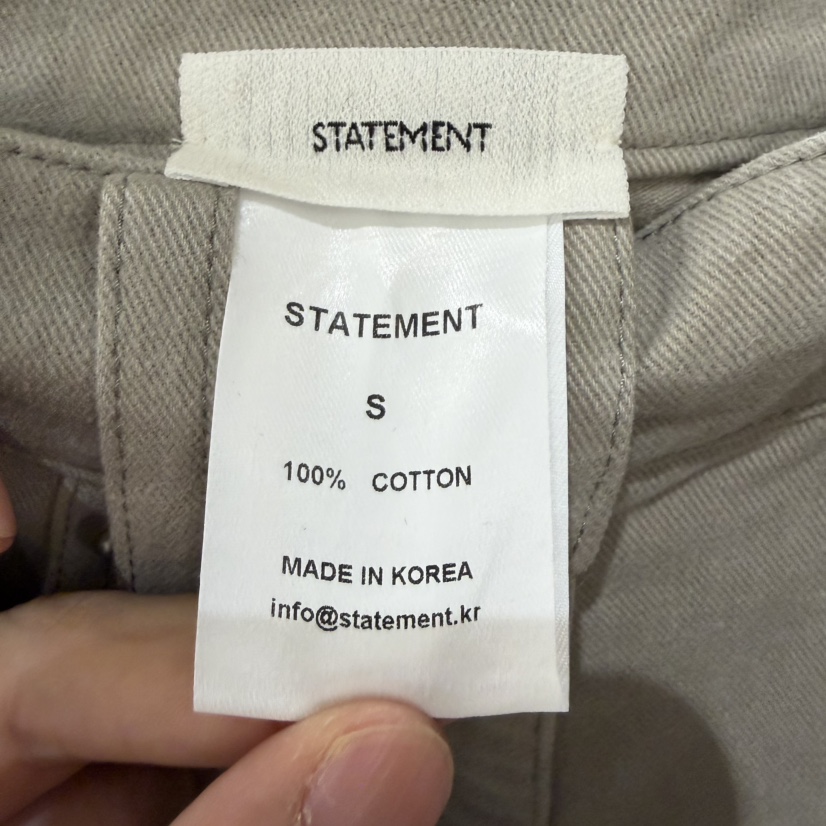 STATEMENT
STATEMENT
S
100% COTTON
MADE IN KOREA
info@statement.kr